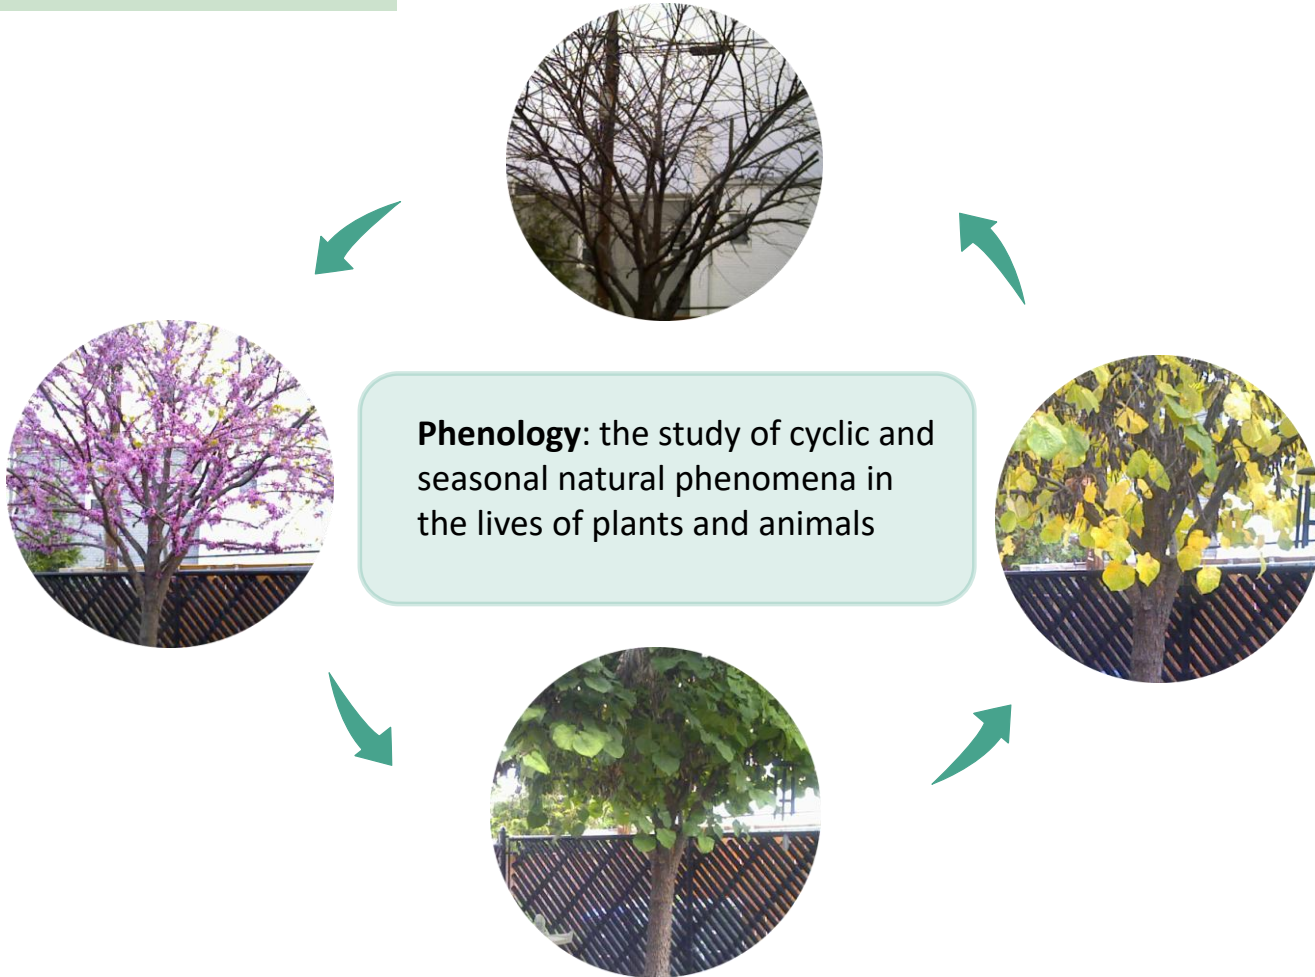 Phenology: the study of cyclic and
seasonal natural phenomena in
the lives of plants and animals